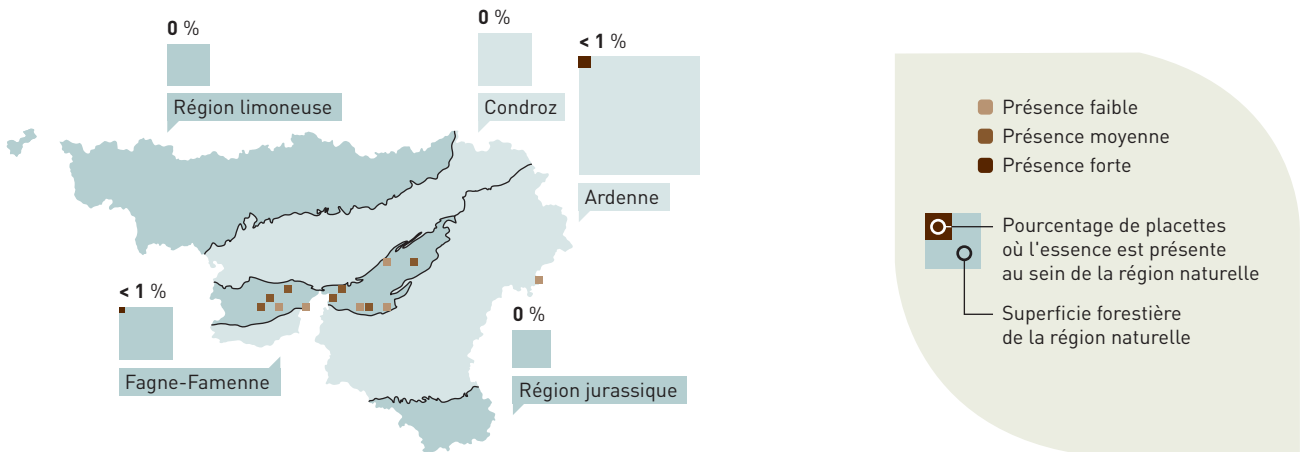 0 %
Région limoneuse
0 %
Condroz
< 1 %
Ardenne
< 1 %
Fagne-Famenne
0 %
Région jurassique
Présence faible
Présence moyenne
Présence forte
Pourcentage de placettes
où l'essence est présente
au sein de la région naturelle
Superficie forestière
de la région naturelle